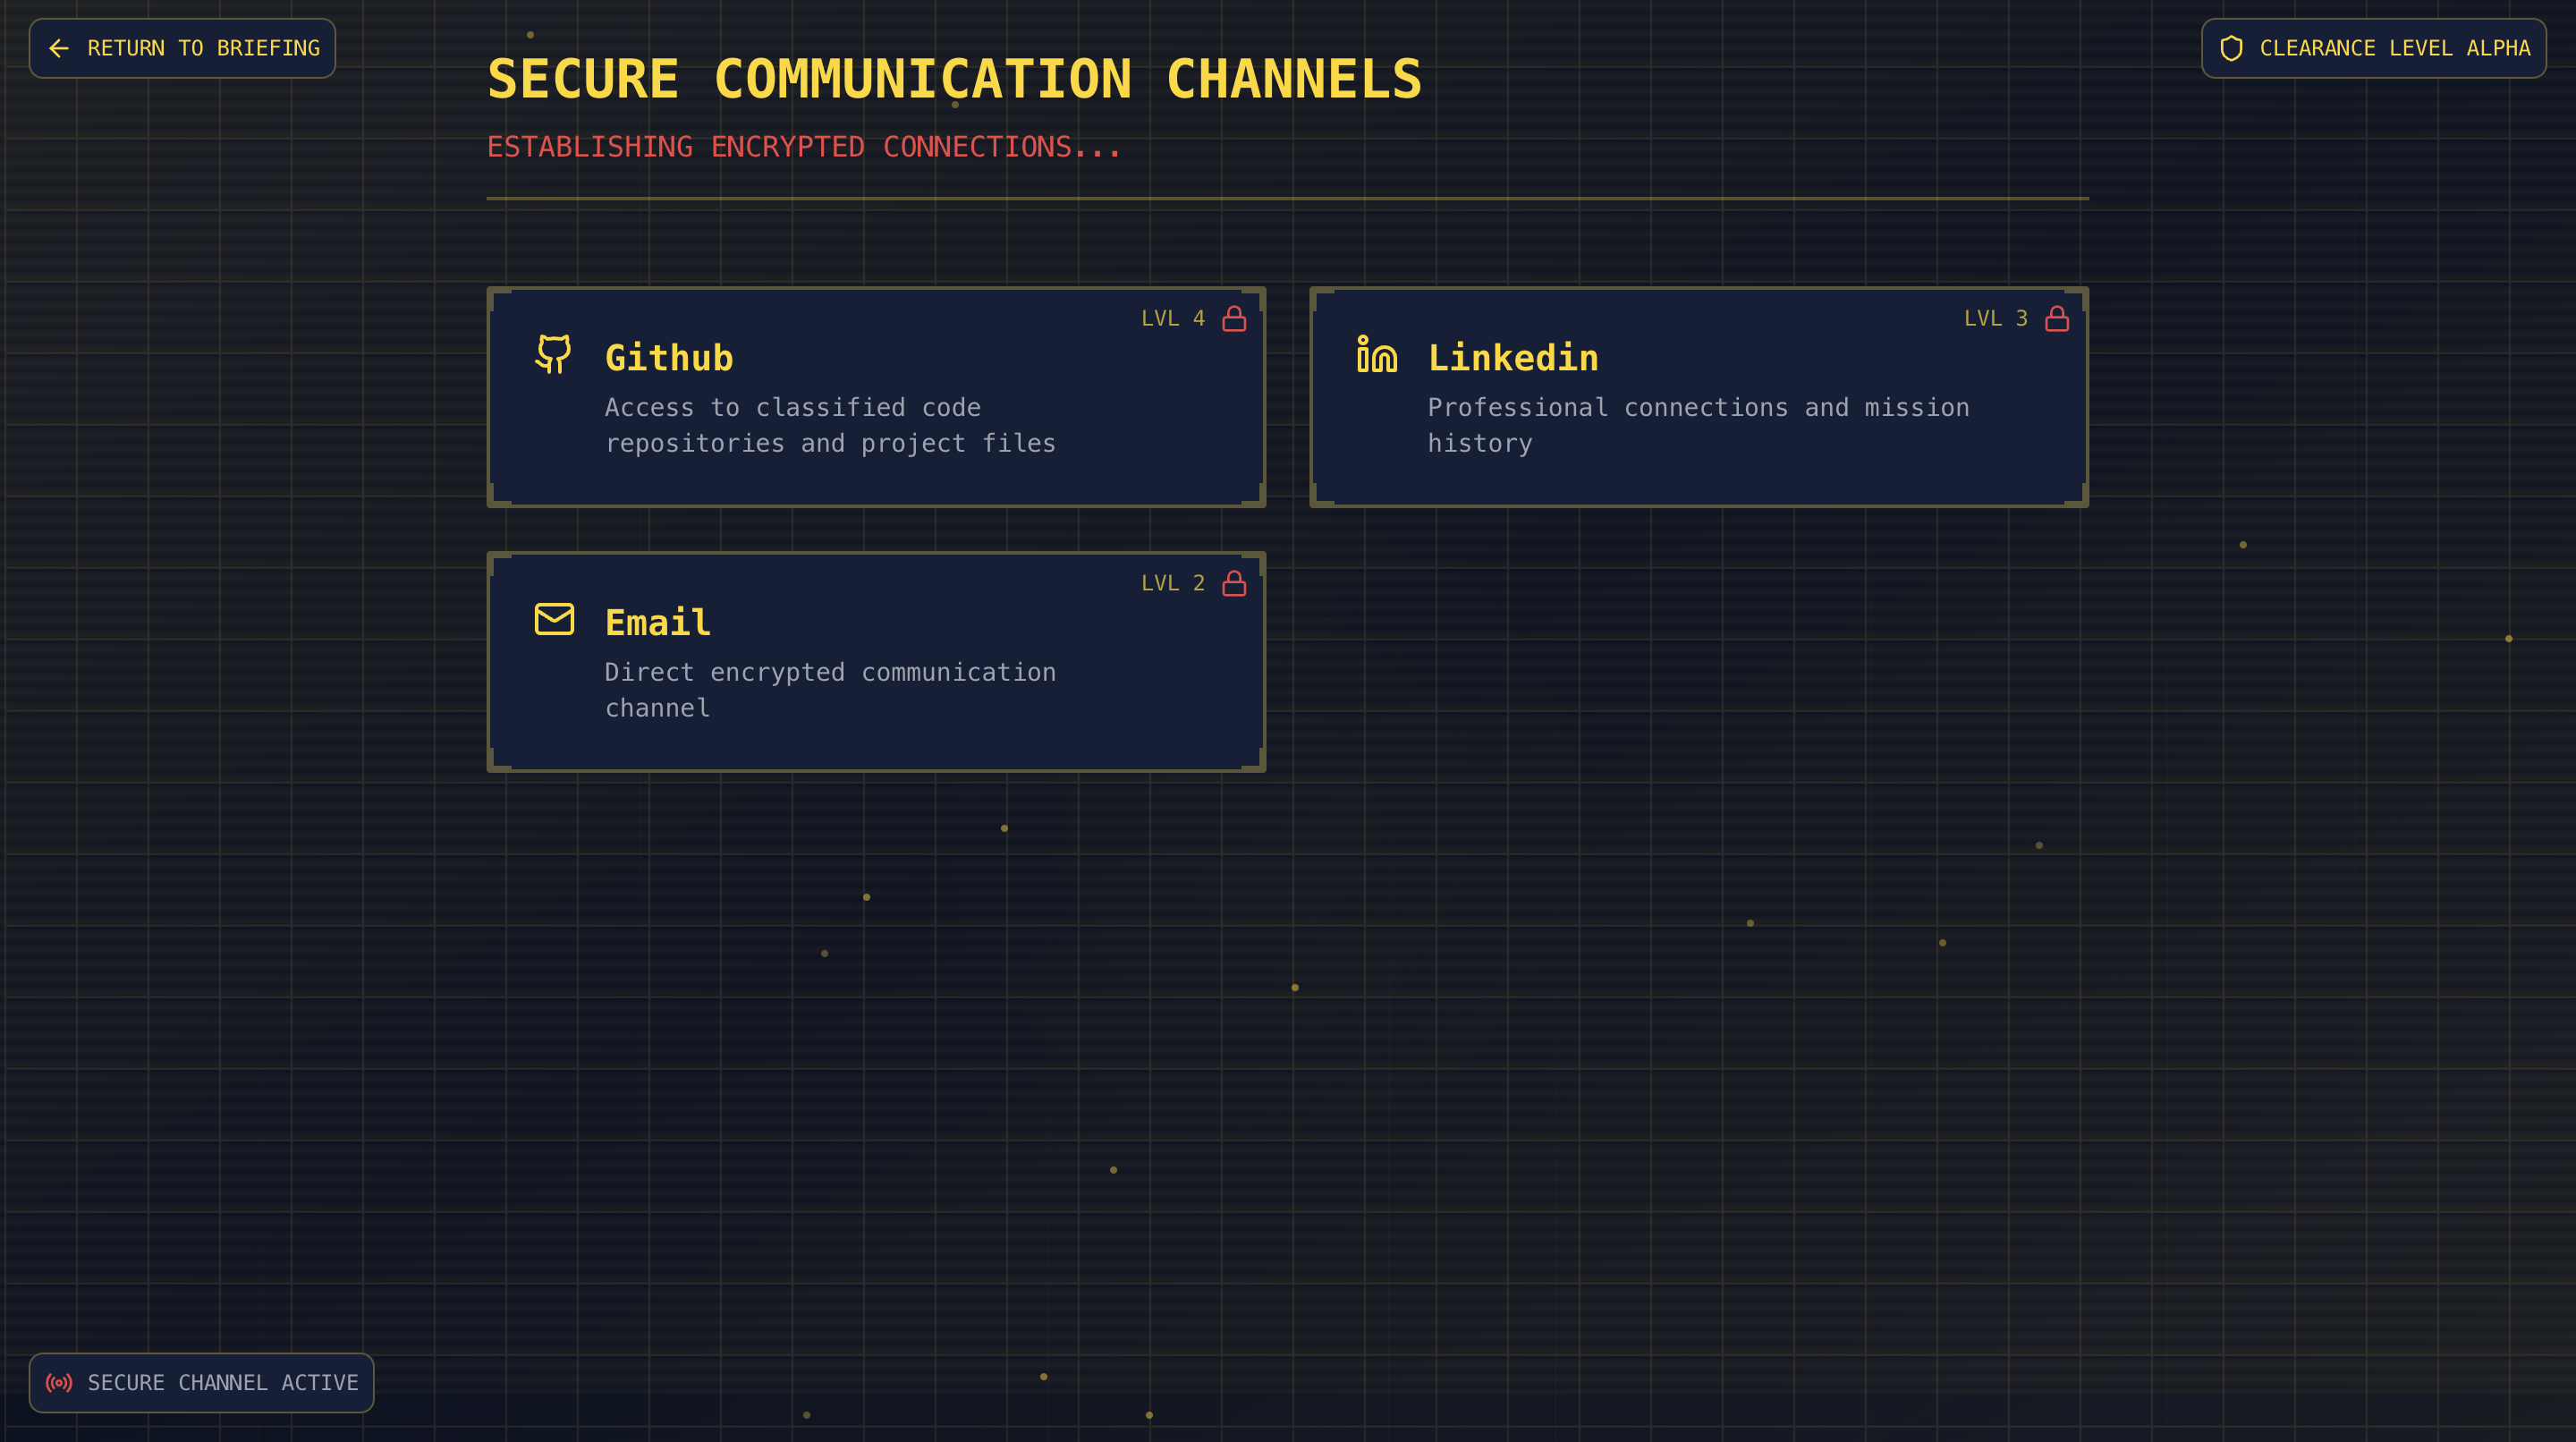 RETURN TO BRIEFING
CLEARANCE LEVEL ALPHA
SECURE COMMUNICATION CHANNELS
ESTABLISHING ENCRYPTED CONNECTIONS...
LVL 4
Github
Access to classified code
repositories and project files
LVL 3
Linkedin
Professional connections and mission
history
LVL 2
Email
Direct encrypted communication
channel
SECURE CHANNEL ACTIVE